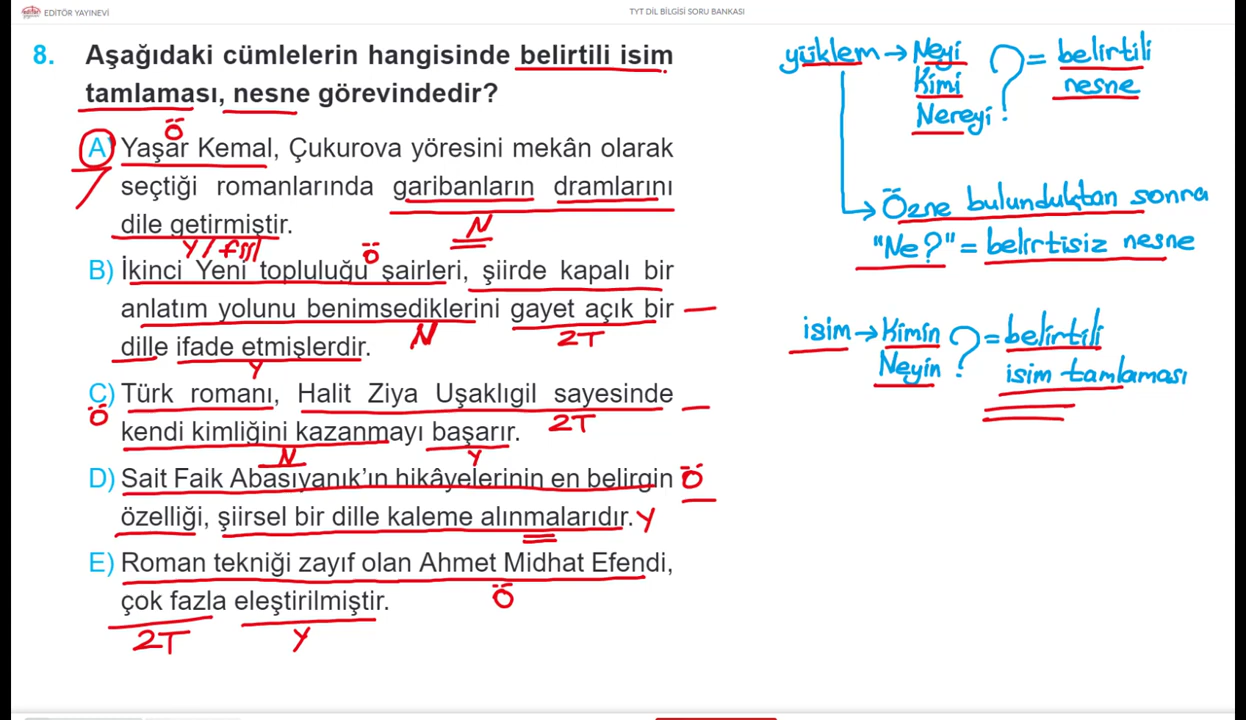 EDİTÖR YAYINEVİ
TYT DİL BİLGİSİ SORU BANKASI
8. Aşağıdaki cümlelerin hangisinde belirtili isim
tamlaması, nesne görevindedir?
Ö
A) Yaşar Kemal, Çukurova yöresini mekân olarak
seçtiği romanlarında garibanların dramlarını
dile getirmiştir.
N
Y/fiil
Ö
B) İkinci Yeni topluluğu şairleri, şiirde kapalı bir
anlatım yolunu benimsediklerini gayet açık bir
N
2T
dille ifade etmişlerdir.
Y
C) Türk romanı, Halit Ziya Uşaklıgil sayesinde
Ö
2T
kendi kimliğini kazanmayı başarır.
N
Y
D) Sait Faik Abasıyanık’ın hikâyelerinin en belirgin Ö
özelliği, şiirsel bir dille kaleme alınmalarıdır. Y
E) Roman tekniği zayıf olan Ahmet Midhat Efendi,
Ö
çok fazla eleştirilmiştir.
2T
Y
yüklem → Neyi ? = belirtili
Kimi nesne
Nereyi
→ Özne bulunduktan sonra
"Ne?" = belirtisiz nesne
isim → Kimin ? = belirtili
Neyin isim tamlaması